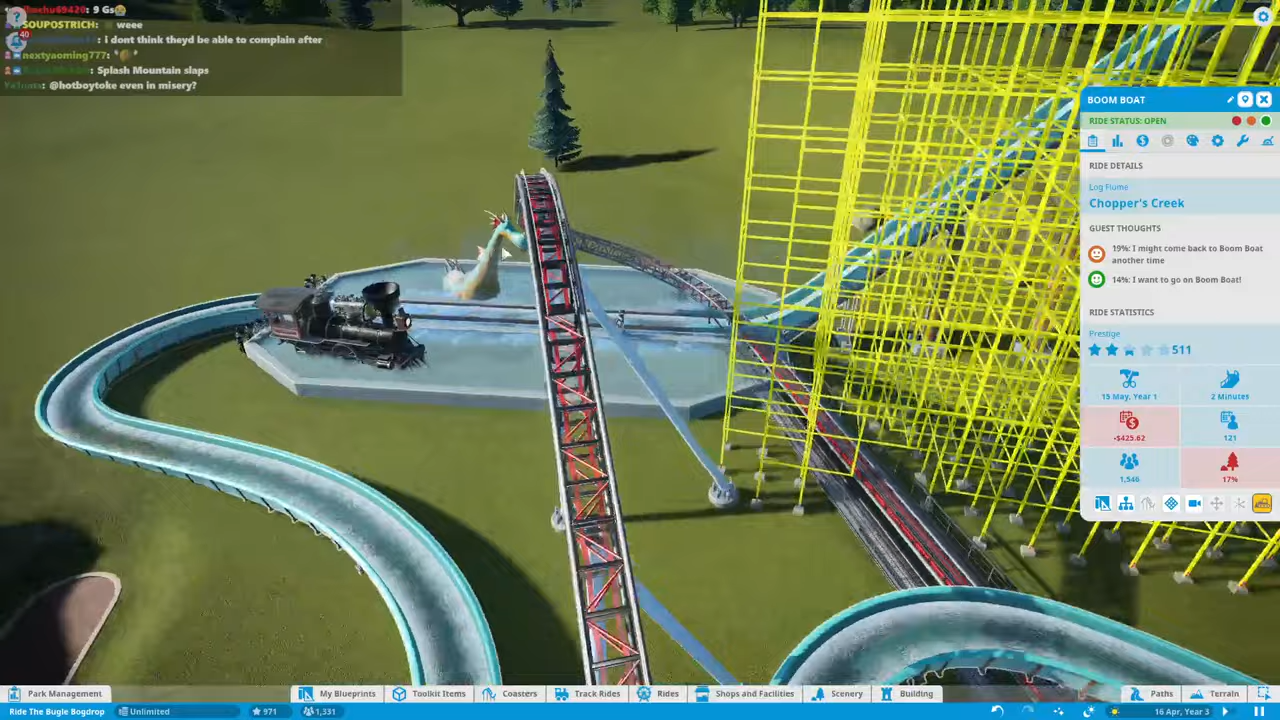 9 Gs
SOUPOSTRICH: weee
: i dont think theyd be able to complain after
40
nextyaoming777:
: Splash Mountain slaps
: @hotboytoke even in misery?
BOOM BOAT
RIDE STATUS: OPEN
RIDE DETAILS
Log Flume
Chopper's Creek
GUEST THOUGHTS
19%: I might come back to Boom Boat
another time
14%: I want to go on Boom Boat!
RIDE STATISTICS
Prestige
511
15 May, Year 1
2 Minutes
-$425.62
121
1,546
17%
Park Management
My Blueprints
Toolkit Items
Coasters
Track Rides
Rides
Shops and Facilities
Scenery
Building
Paths
Terrain
Ride The Bugle Bogdrop
Unlimited
971
1,331
16 Apr, Year 3